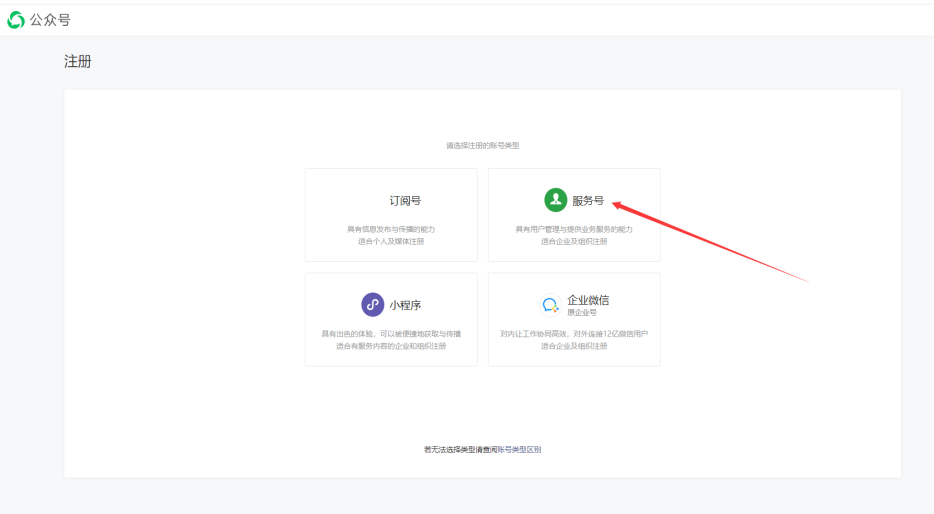 公众号
注册
请选择注册的账号类型
订阅号
具有信息发布与传播的能力
适合个人及媒体注册
服务号
具有用户管理与提供业务服务的能力
适合企业及组织注册
小程序
具有出色的体验，可以被便捷地获取与传播
适合有服务内容的企业和组织注册
企业微信
原企业号
对内让工作协同高效，对外连接12亿微信用户
适合企业及组织注册
若无法选择类型请查阅账号类型区别